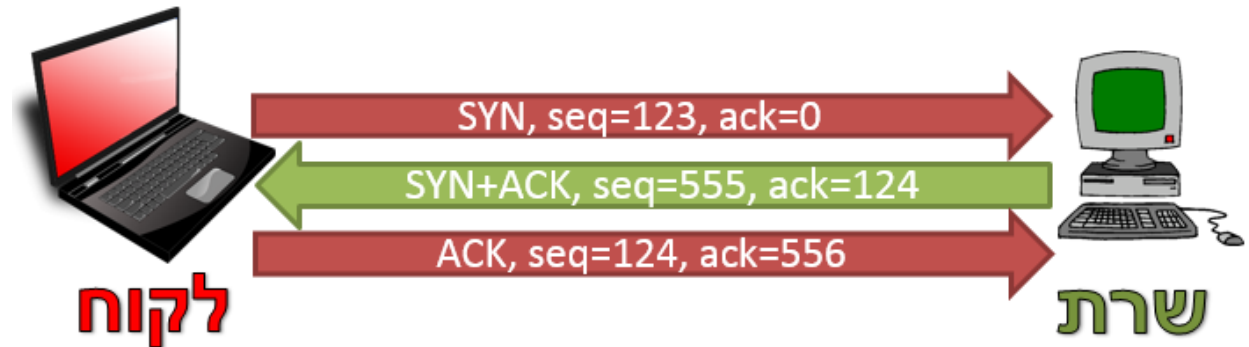 SYN, seq=123, ack=0
SYN+ACK, seq=555, ack=124
ACK, seq=124, ack=556
לקוח
שרת